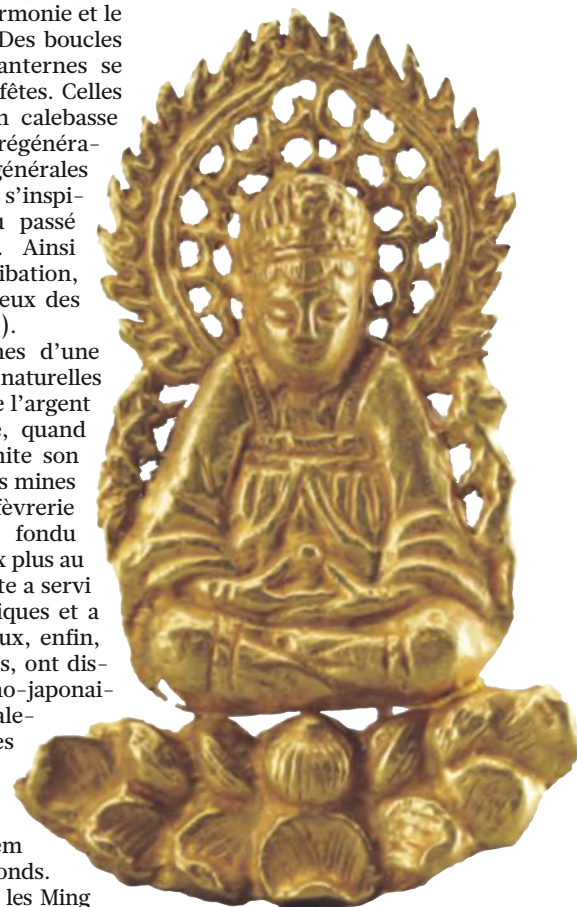 rmonie et le
Des boucles
anternes se
fêtes. Celles
n calebasse
régénéra-
énérales
s'inspi-
u passé
. Ainsi
ibation,
eux des
).
nes d'une
naturelles
e l'argent
e, quand
nite son
s mines
fèvrerie
fondu
x plus au
te a servi
iques et a
ux, enfin,
s, ont dis-
no-japonai-
ale-
es
em
onds.
les Ming